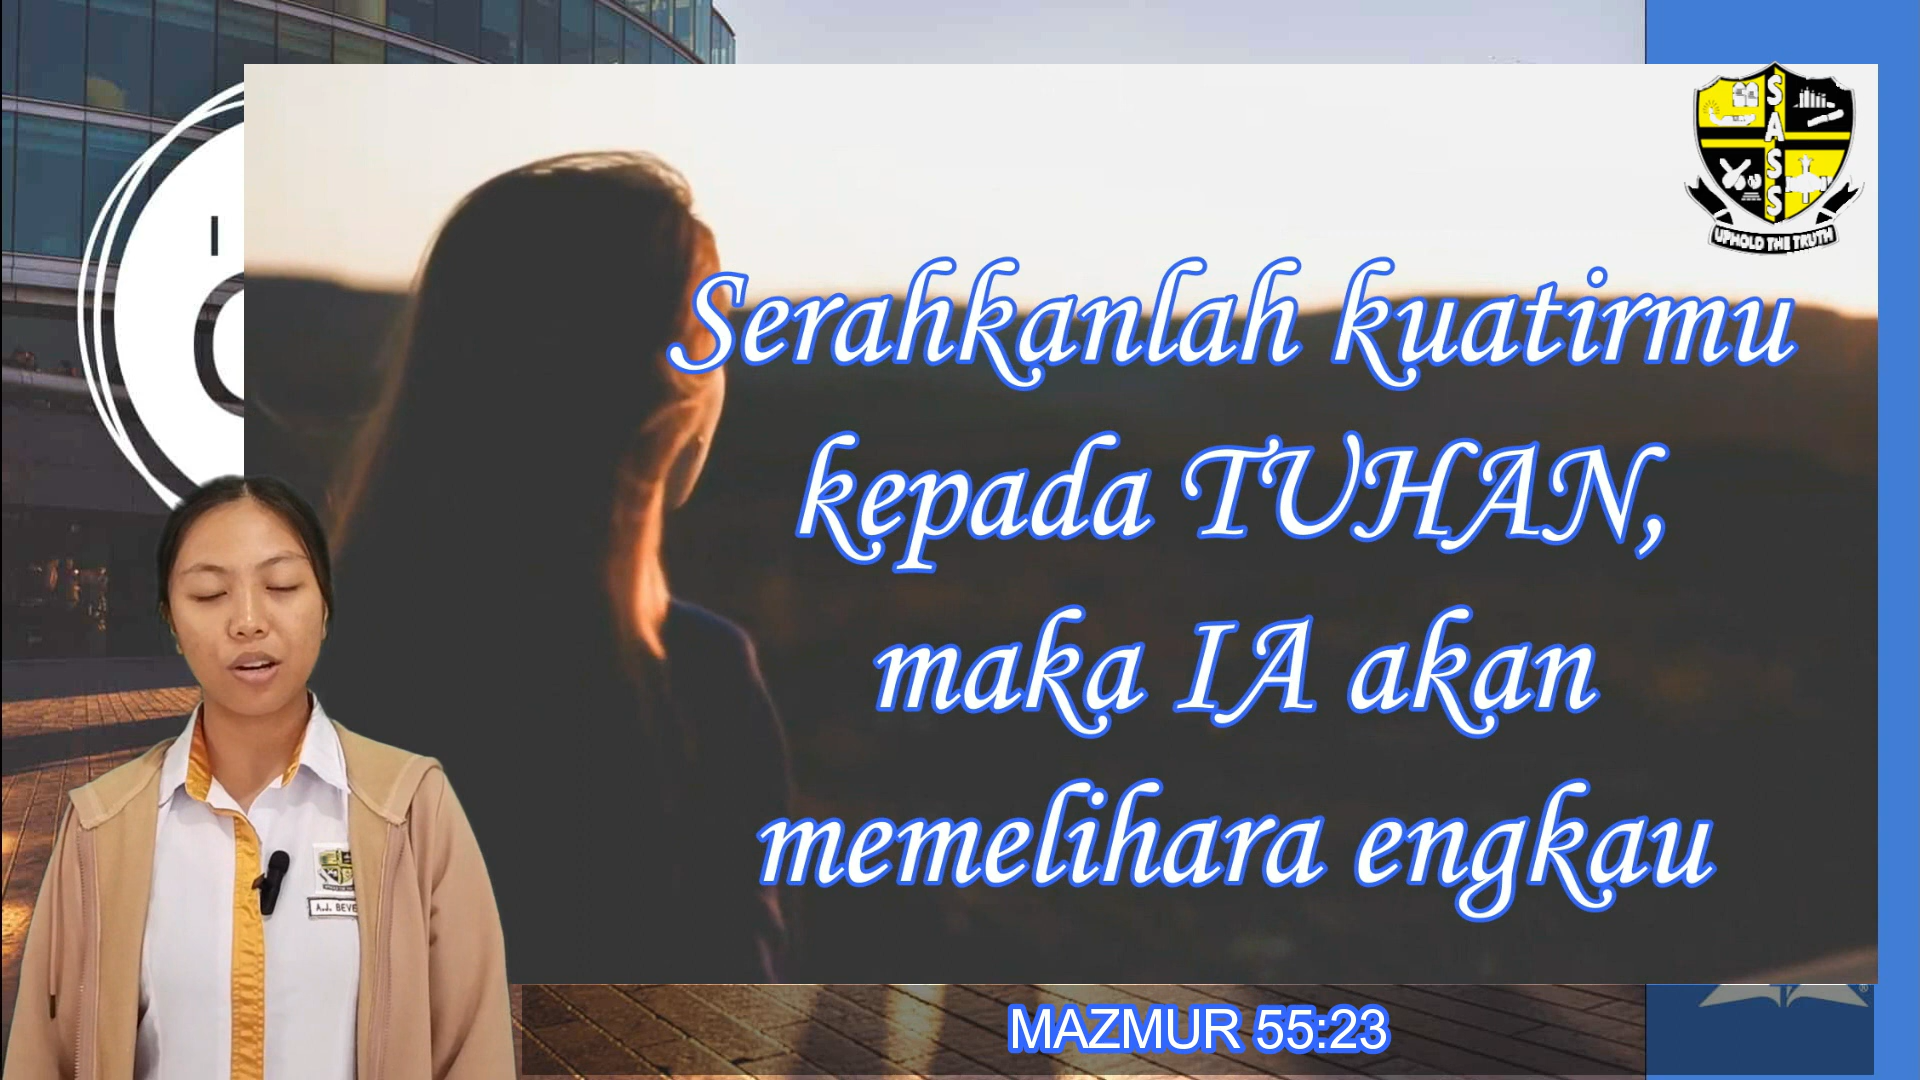 SASS
UPHOLD THE TRUTH
Serahkanlah kuatirmu
kepada TUHAN,
maka IA akan
memelihara engkau
MAZMUR 55:23